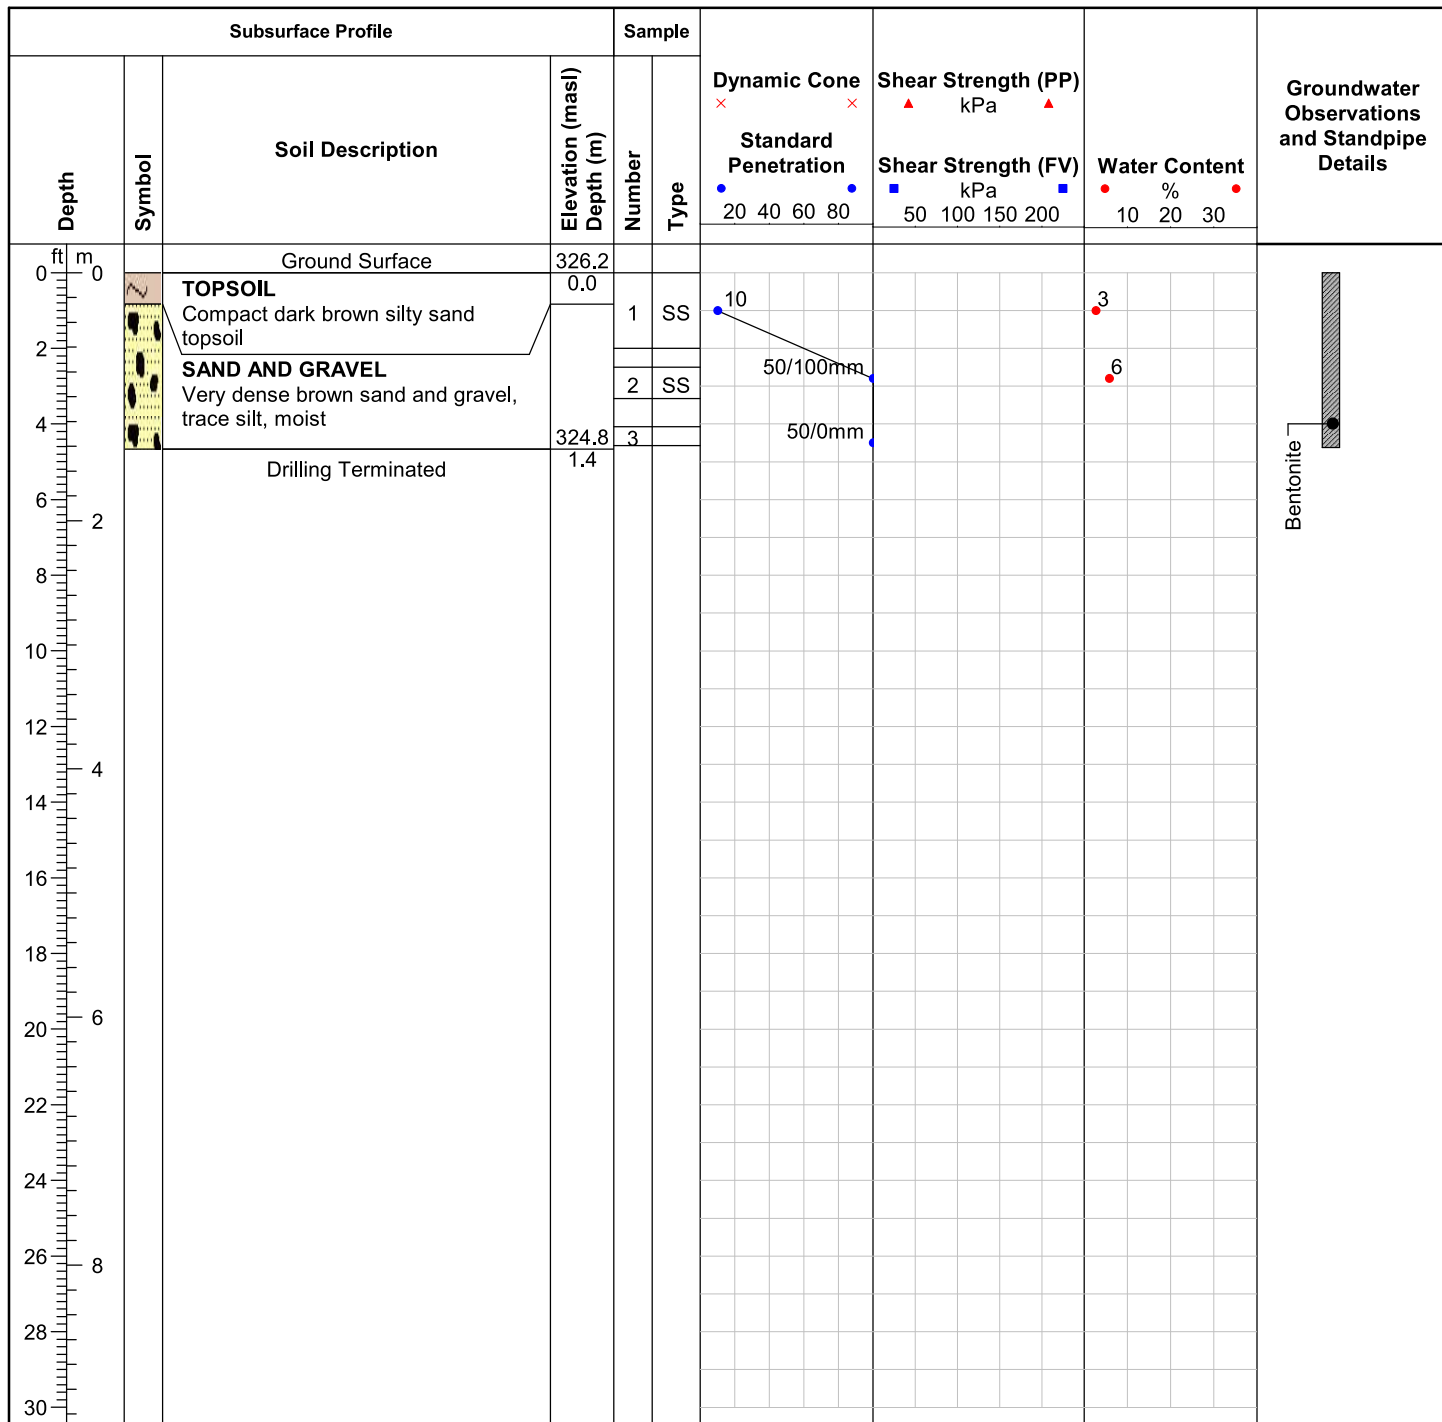 Subsurface Profile
Sample
Depth
Symbol
Soil Description
Elevation (masl)
Depth (m)
Number
Type
Dynamic Cone
Standard
Penetration
20 40 60 80
Shear Strength (PP)
kPa
Shear Strength (FV)
kPa
50 100 150 200
Water Content
%
10 20 30
Groundwater
Observations
and Standpipe
Details
ft m
Ground Surface 326.2
0 0
TOPSOIL 0.0
Compact dark brown silty sand
topsoil
1 SS 10 3
2
SAND AND GRAVEL
Very dense brown sand and gravel,
trace silt, moist
2 SS 50/100mm 6
4
324.8 3 50/0mm
1.4
Drilling Terminated
Bentonite
6
2
8
10
12
4
14
16
18
6
20
22
24
26
8
28
30